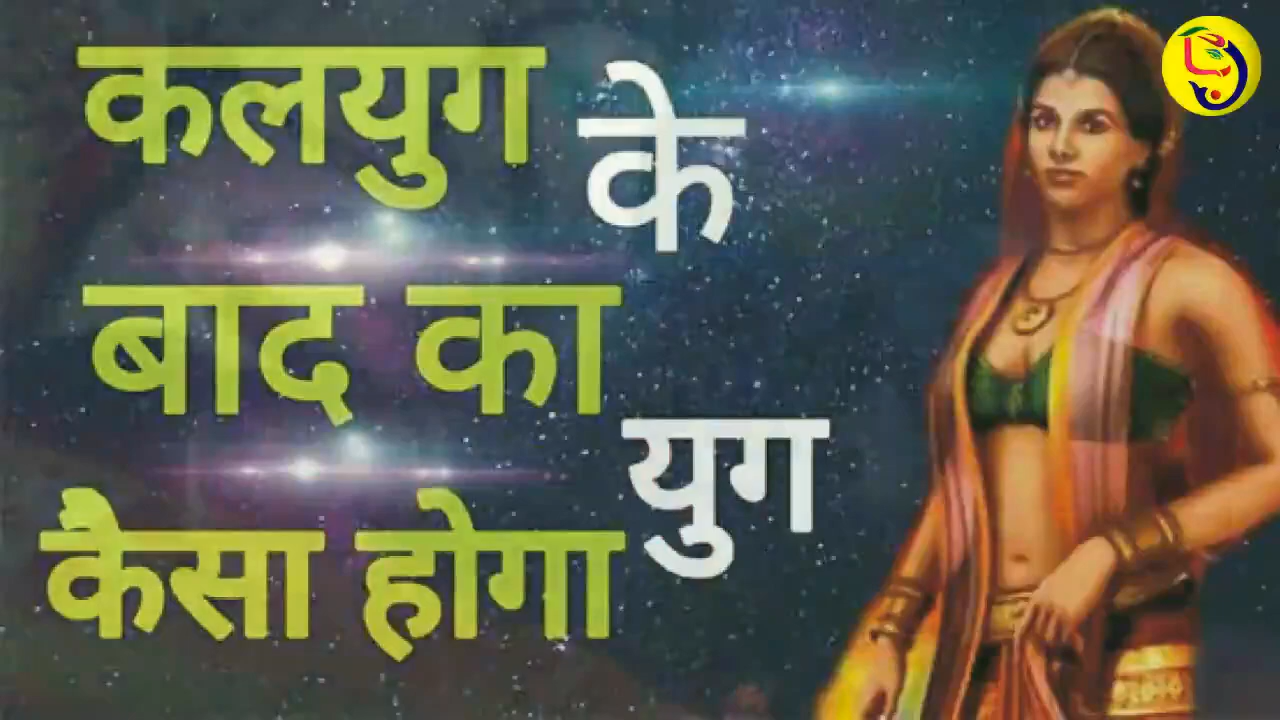 कलयुग के
बाद का
युग
कैसा होगा